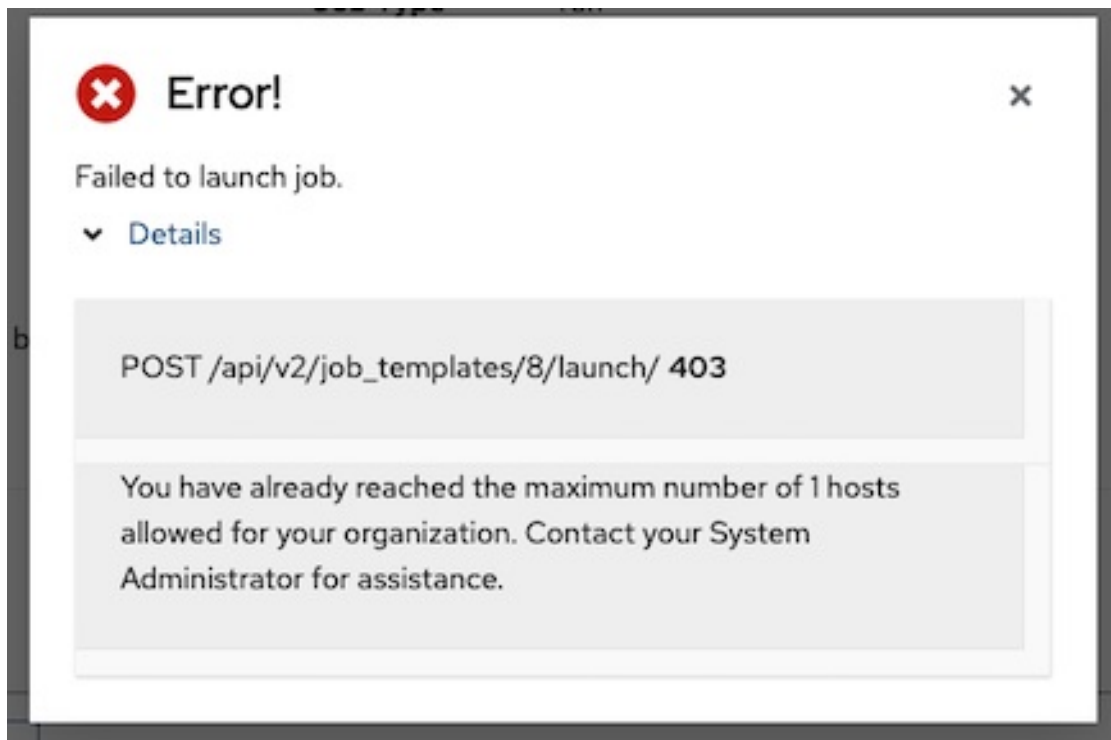 Error!
Failed to launch job.
Details
POST /api/v2/job_templates/8/launch/ 403
You have already reached the maximum number of 1 hosts
allowed for your organization. Contact your System
Administrator for assistance.